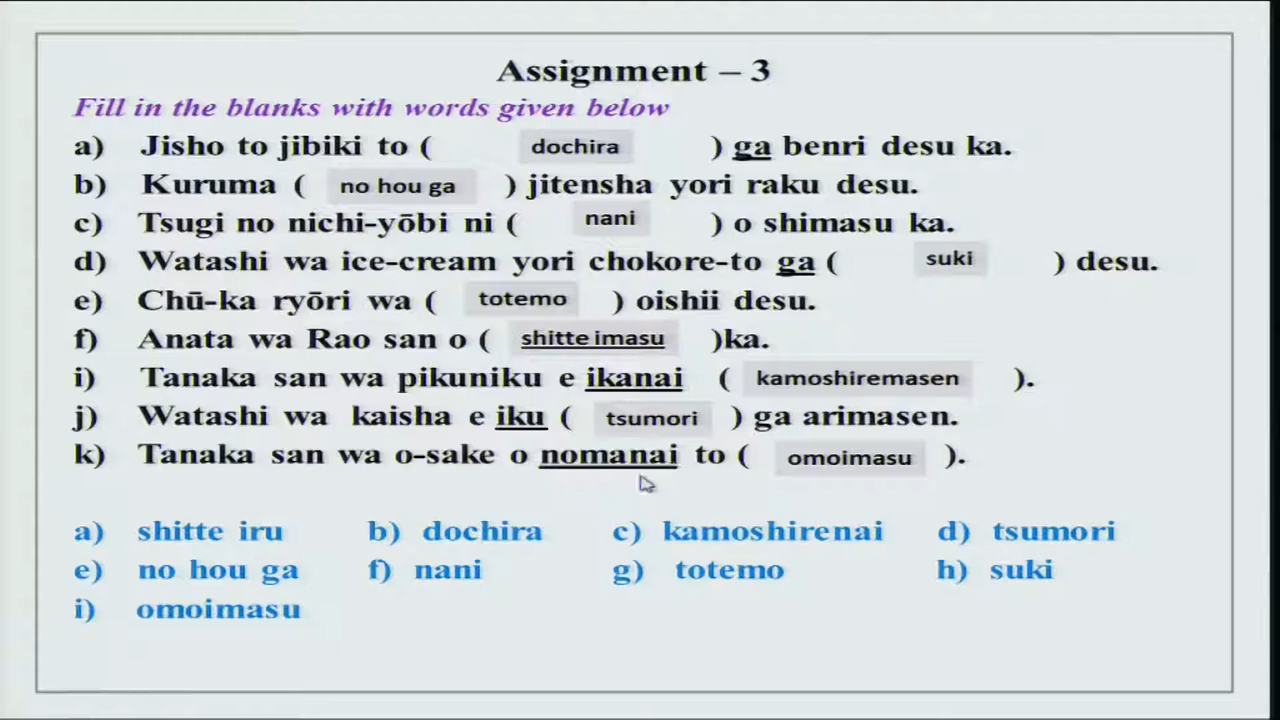 Assignment – 3
Fill in the blanks with words given below
a) Jisho to jibiki to ( dochira ) ga benri desu ka.
b) Kuruma ( no hou ga ) jitensha yori raku desu.
c) Tsugi no nichi-yōbi ni ( nani ) o shimasu ka.
d) Watashi wa ice-cream yori chokore-to ga ( suki ) desu.
e) Chū-ka ryōri wa ( totemo ) oishii desu.
f) Anata wa Rao san o ( shitte imasu )ka.
i) Tanaka san wa pikuniku e ikanai ( kamoshiremasen ).
j) Watashi wa kaisha e iku ( tsumori ) ga arimasen.
k) Tanaka san wa o-sake o nomanai to ( omoimasu ).
a) shitte iru b) dochira c) kamoshirenai d) tsumori
e) no hou ga f) nani g) totemo h) suki
i) omoimasu